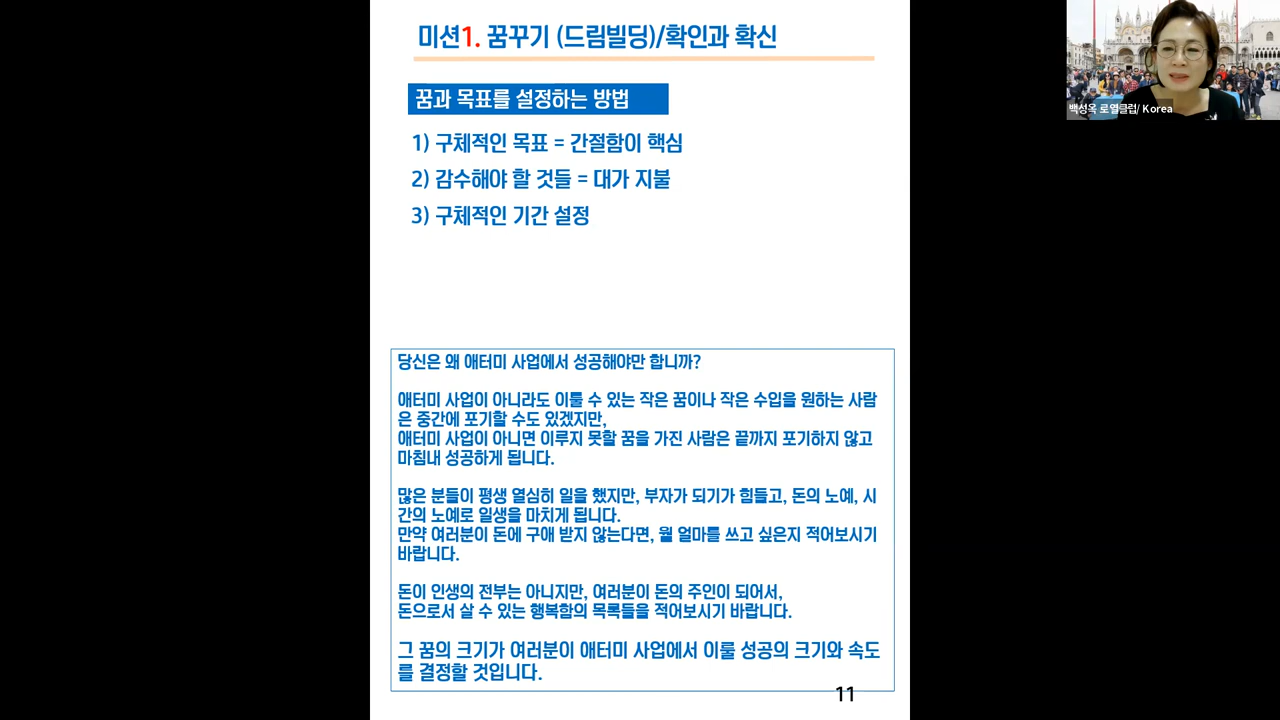 미션1. 꿈꾸기 (드림빌딩)/확인과 확신
꿈과 목표를 설정하는 방법
1) 구체적인 목표 = 간절함이 핵심
2) 감수해야 할 것들 = 대가 지불
3) 구체적인 기간 설정
당신은 왜 애터미 사업에서 성공해야만 합니까?
애터미 사업이 아니라도 이룰 수 있는 작은 꿈이나 작은 수입을 원하는 사람
은 중간에 포기할 수도 있겠지만,
애터미 사업이 아니면 이루지 못할 꿈을 가진 사람은 끝까지 포기하지 않고
마침내 성공하게 됩니다.
많은 분들이 평생 열심히 일을 했지만, 부자가 되기가 힘들고, 돈의 노예, 시
간의 노예로 일생을 마치게 됩니다.
만약 여러분이 돈에 구애 받지 않는다면, 월 얼마를 쓰고 싶은지 적어보시기
바랍니다.
돈이 인생의 전부는 아니지만, 여러분이 돈의 주인이 되어서,
돈으로서 살 수 있는 행복함의 목록들을 적어보시기 바랍니다.
그 꿈의 크기가 여러분이 애터미 사업에서 이룰 성공의 크기와 속도
를 결정할 것입니다.
11
백성옥 로열클럽/ Korea